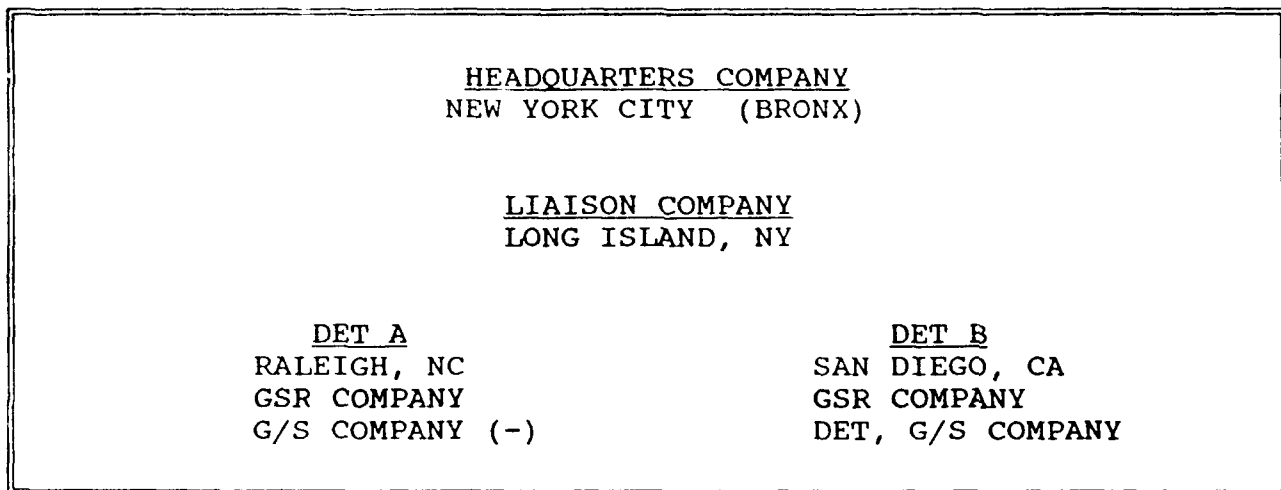 HEADQUARTERS COMPANY
NEW YORK CITY (BRONX)
LIAISON COMPANY
LONG ISLAND, NY
DET A
RALEIGH, NC
GSR COMPANY
G/S COMPANY (-)
DET B
SAN DIEGO, CA
GSR COMPANY
DET, G/S COMPANY